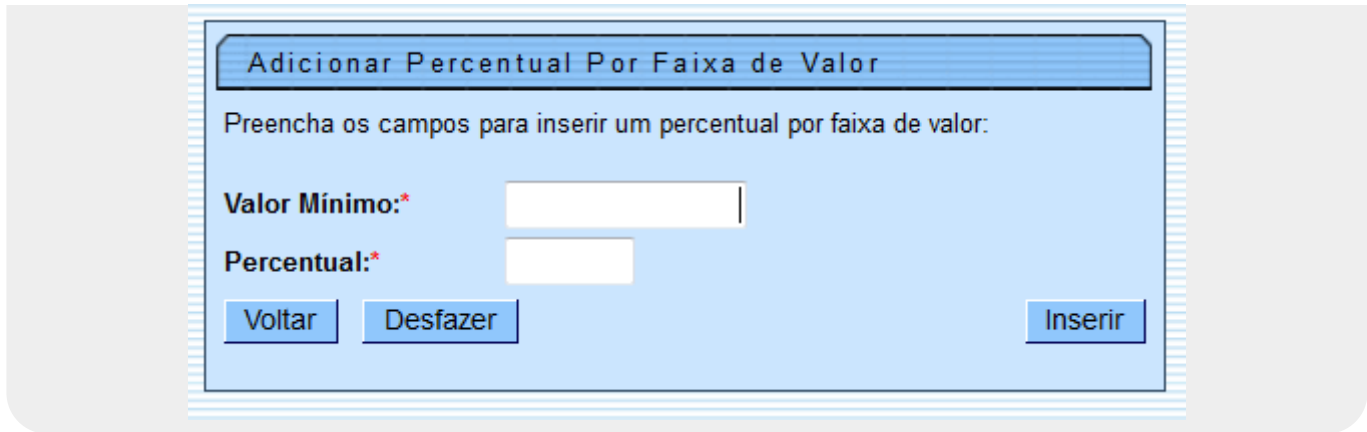 Adicionar Percentual Por Faixa de Valor
Preencha os campos para inserir um percentual por faixa de valor:
Valor Mínimo:*
Percentual:*
Voltar Desfazer Inserir